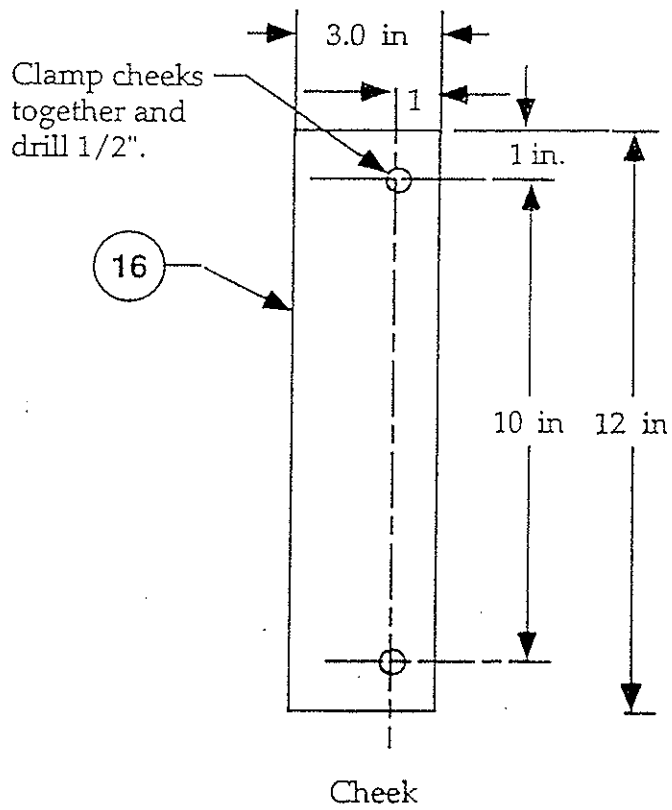 3.0 in
Clamp cheeks
together and
drill 1/2".
1
1 in.
16
10 in
12 in
Cheek